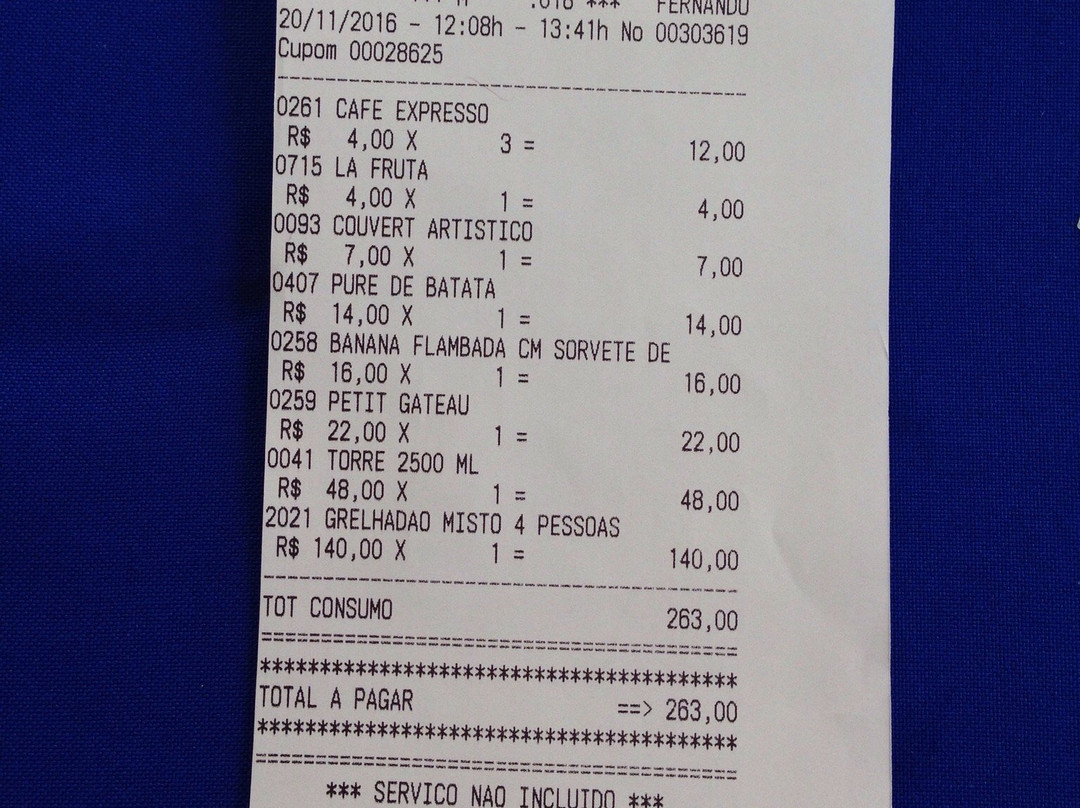 *** FERNANDO
20/11/2016 - 12:08h - 13:41h No 00303619
Cupom 00028625
----------------------------------------
0261 CAFE EXPRESSO
R$ 4,00 X 3 = 12,00
0715 LA FRUTA
R$ 4,00 X 1 = 4,00
0093 COUVERT ARTISTICO
R$ 7,00 X 1 = 7,00
0407 PURE DE BATATA
R$ 14,00 X 1 = 14,00
0258 BANANA FLAMBADA CM SORVETE DE
R$ 16,00 X 1 = 16,00
0259 PETIT GATEAU
R$ 22,00 X 1 = 22,00
0041 TORRE 2500 ML
R$ 48,00 X 1 = 48,00
2021 GRELHADAO MISTO 4 PESSOAS
R$ 140,00 X 1 = 140,00
----------------------------------------
TOT CONSUMO 263,00
========================================
****************************************
TOTAL A PAGAR ==> 263,00
****************************************
========================================
*** SERVICO NAO INCLUIDO ***